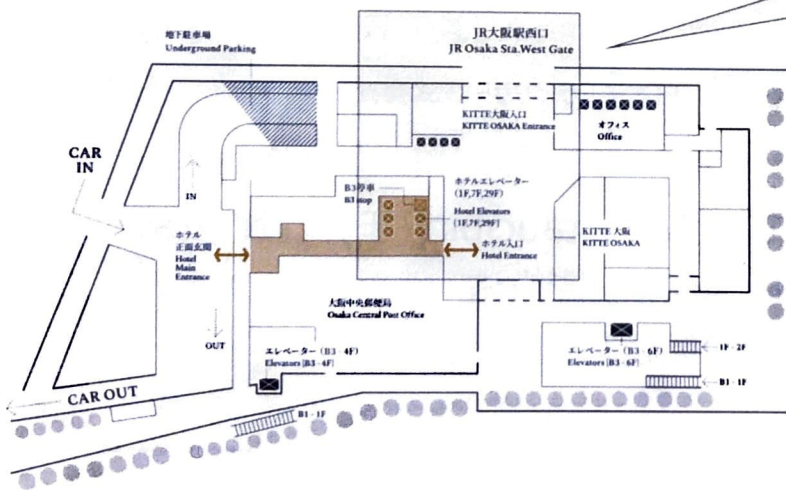 地下駐車場
Underground Parking
JR大阪駅西口
JR Osaka Sta.West Gate
KITTE大阪入口
KITTE OSAKA Entrance
オフィス
Office
CAR
IN
IN
B3停車
B3 stop
ホテルエレベーター
(1F,7F,29F)
Hotel Elevators
[1F,7F,29F]
ホテル
正面玄関
Hotel
Main
Entrance
ホテル入口
Hotel Entrance
KITTE 大阪
KITTE OSAKA
大阪中央郵便局
Osaka Central Post Office
OUT
エレベーター (B3 - 4F)
Elevators [B3 - 4F]
エレベーター (B3 - 6F)
Elevators [B3 - 6F]
1F - 2F
B1 - 1F
CAR OUT
B1 - 1F